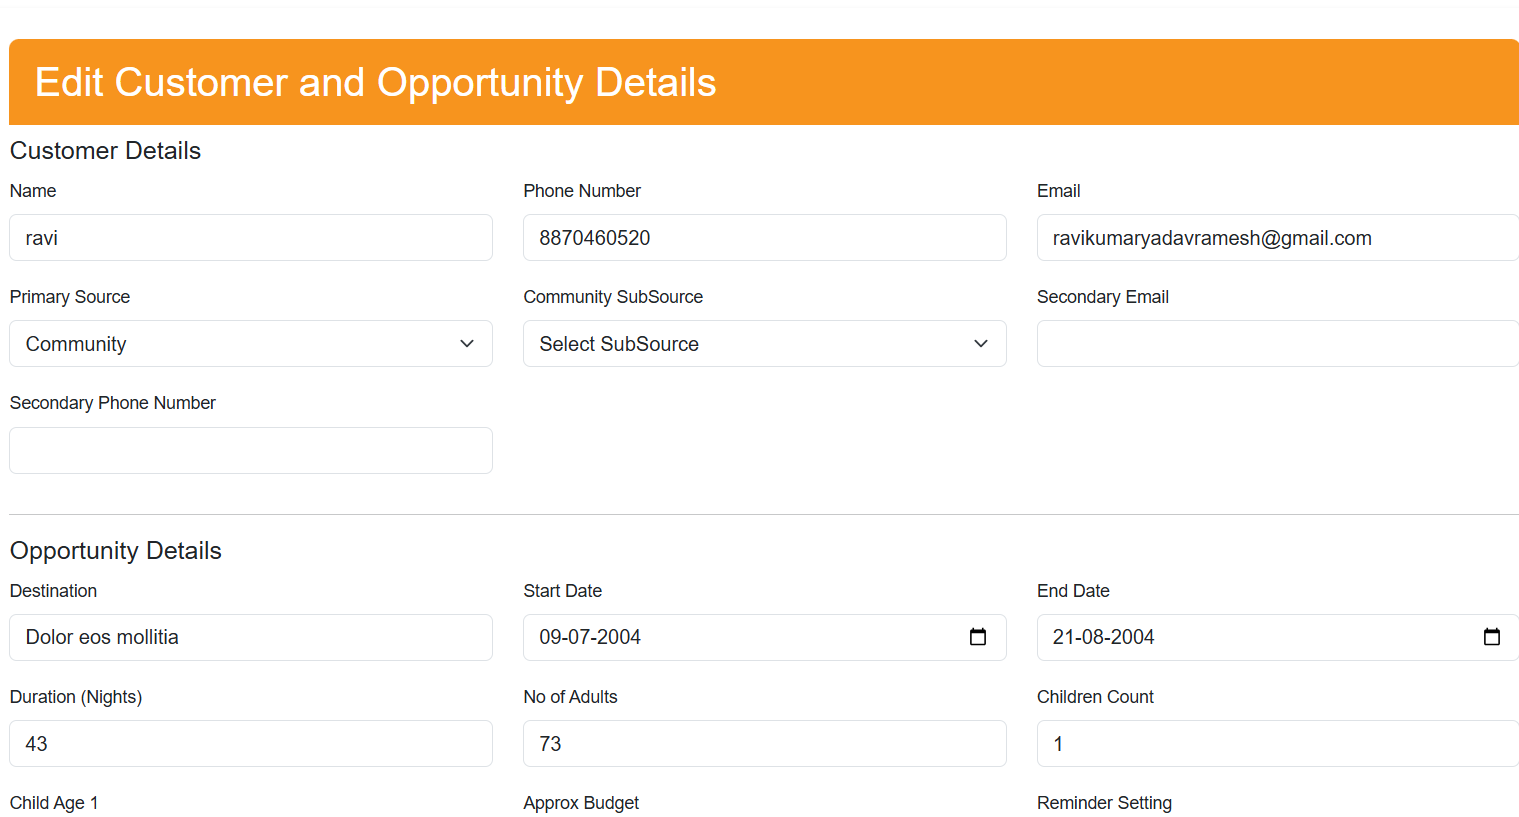 Edit Customer and Opportunity Details
Customer Details
Name Phone Number Email
ravi 8870460520 ravikumaryadavramesh@gmail.com
Primary Source Community SubSource Secondary Email
Community Select SubSource
Secondary Phone Number
Opportunity Details
Destination Start Date End Date
Dolor eos mollitia 09-07-2004 21-08-2004
Duration (Nights) No of Adults Children Count
43 73 1
Child Age 1 Approx Budget Reminder Setting